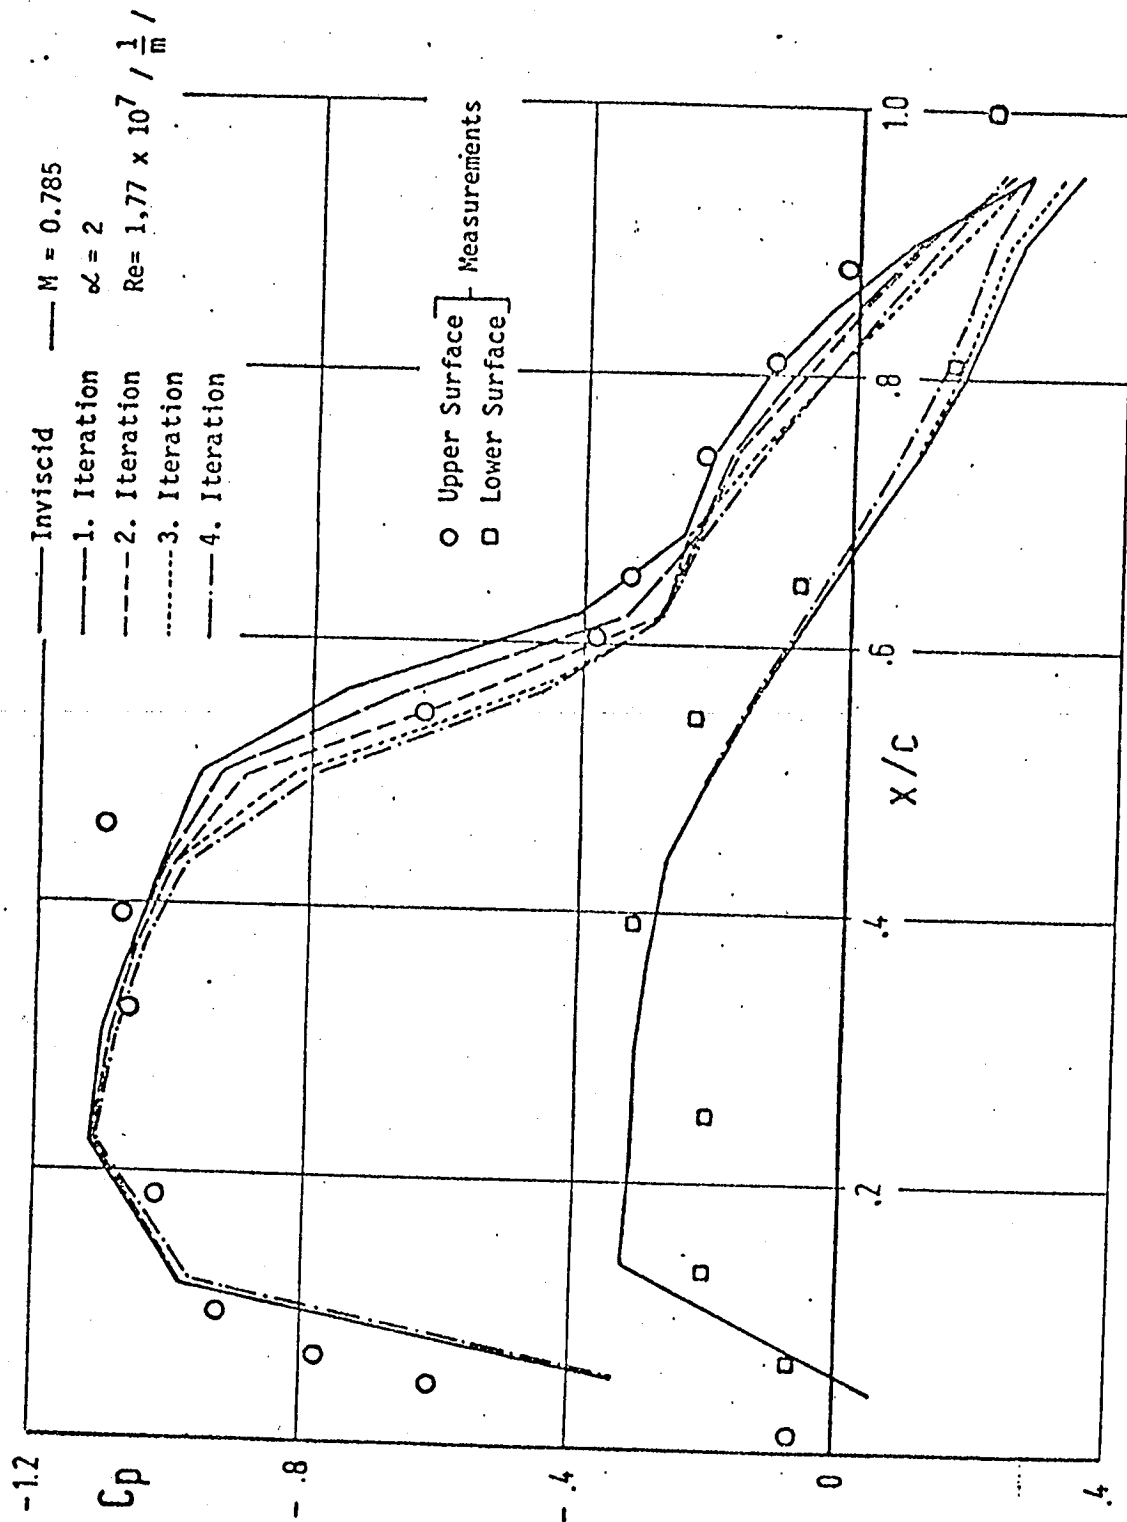 Inviscid M = 0.785
1. Iteration α = 2
2. Iteration Re= 1,77 x 10⁷ / 1/m /
3. Iteration
4. Iteration
Upper Surface
Lower Surface
Measurements
-1.2
Cp
-.8
-.4
0
.4
.2
.4
.6
.8
1.0
X/C